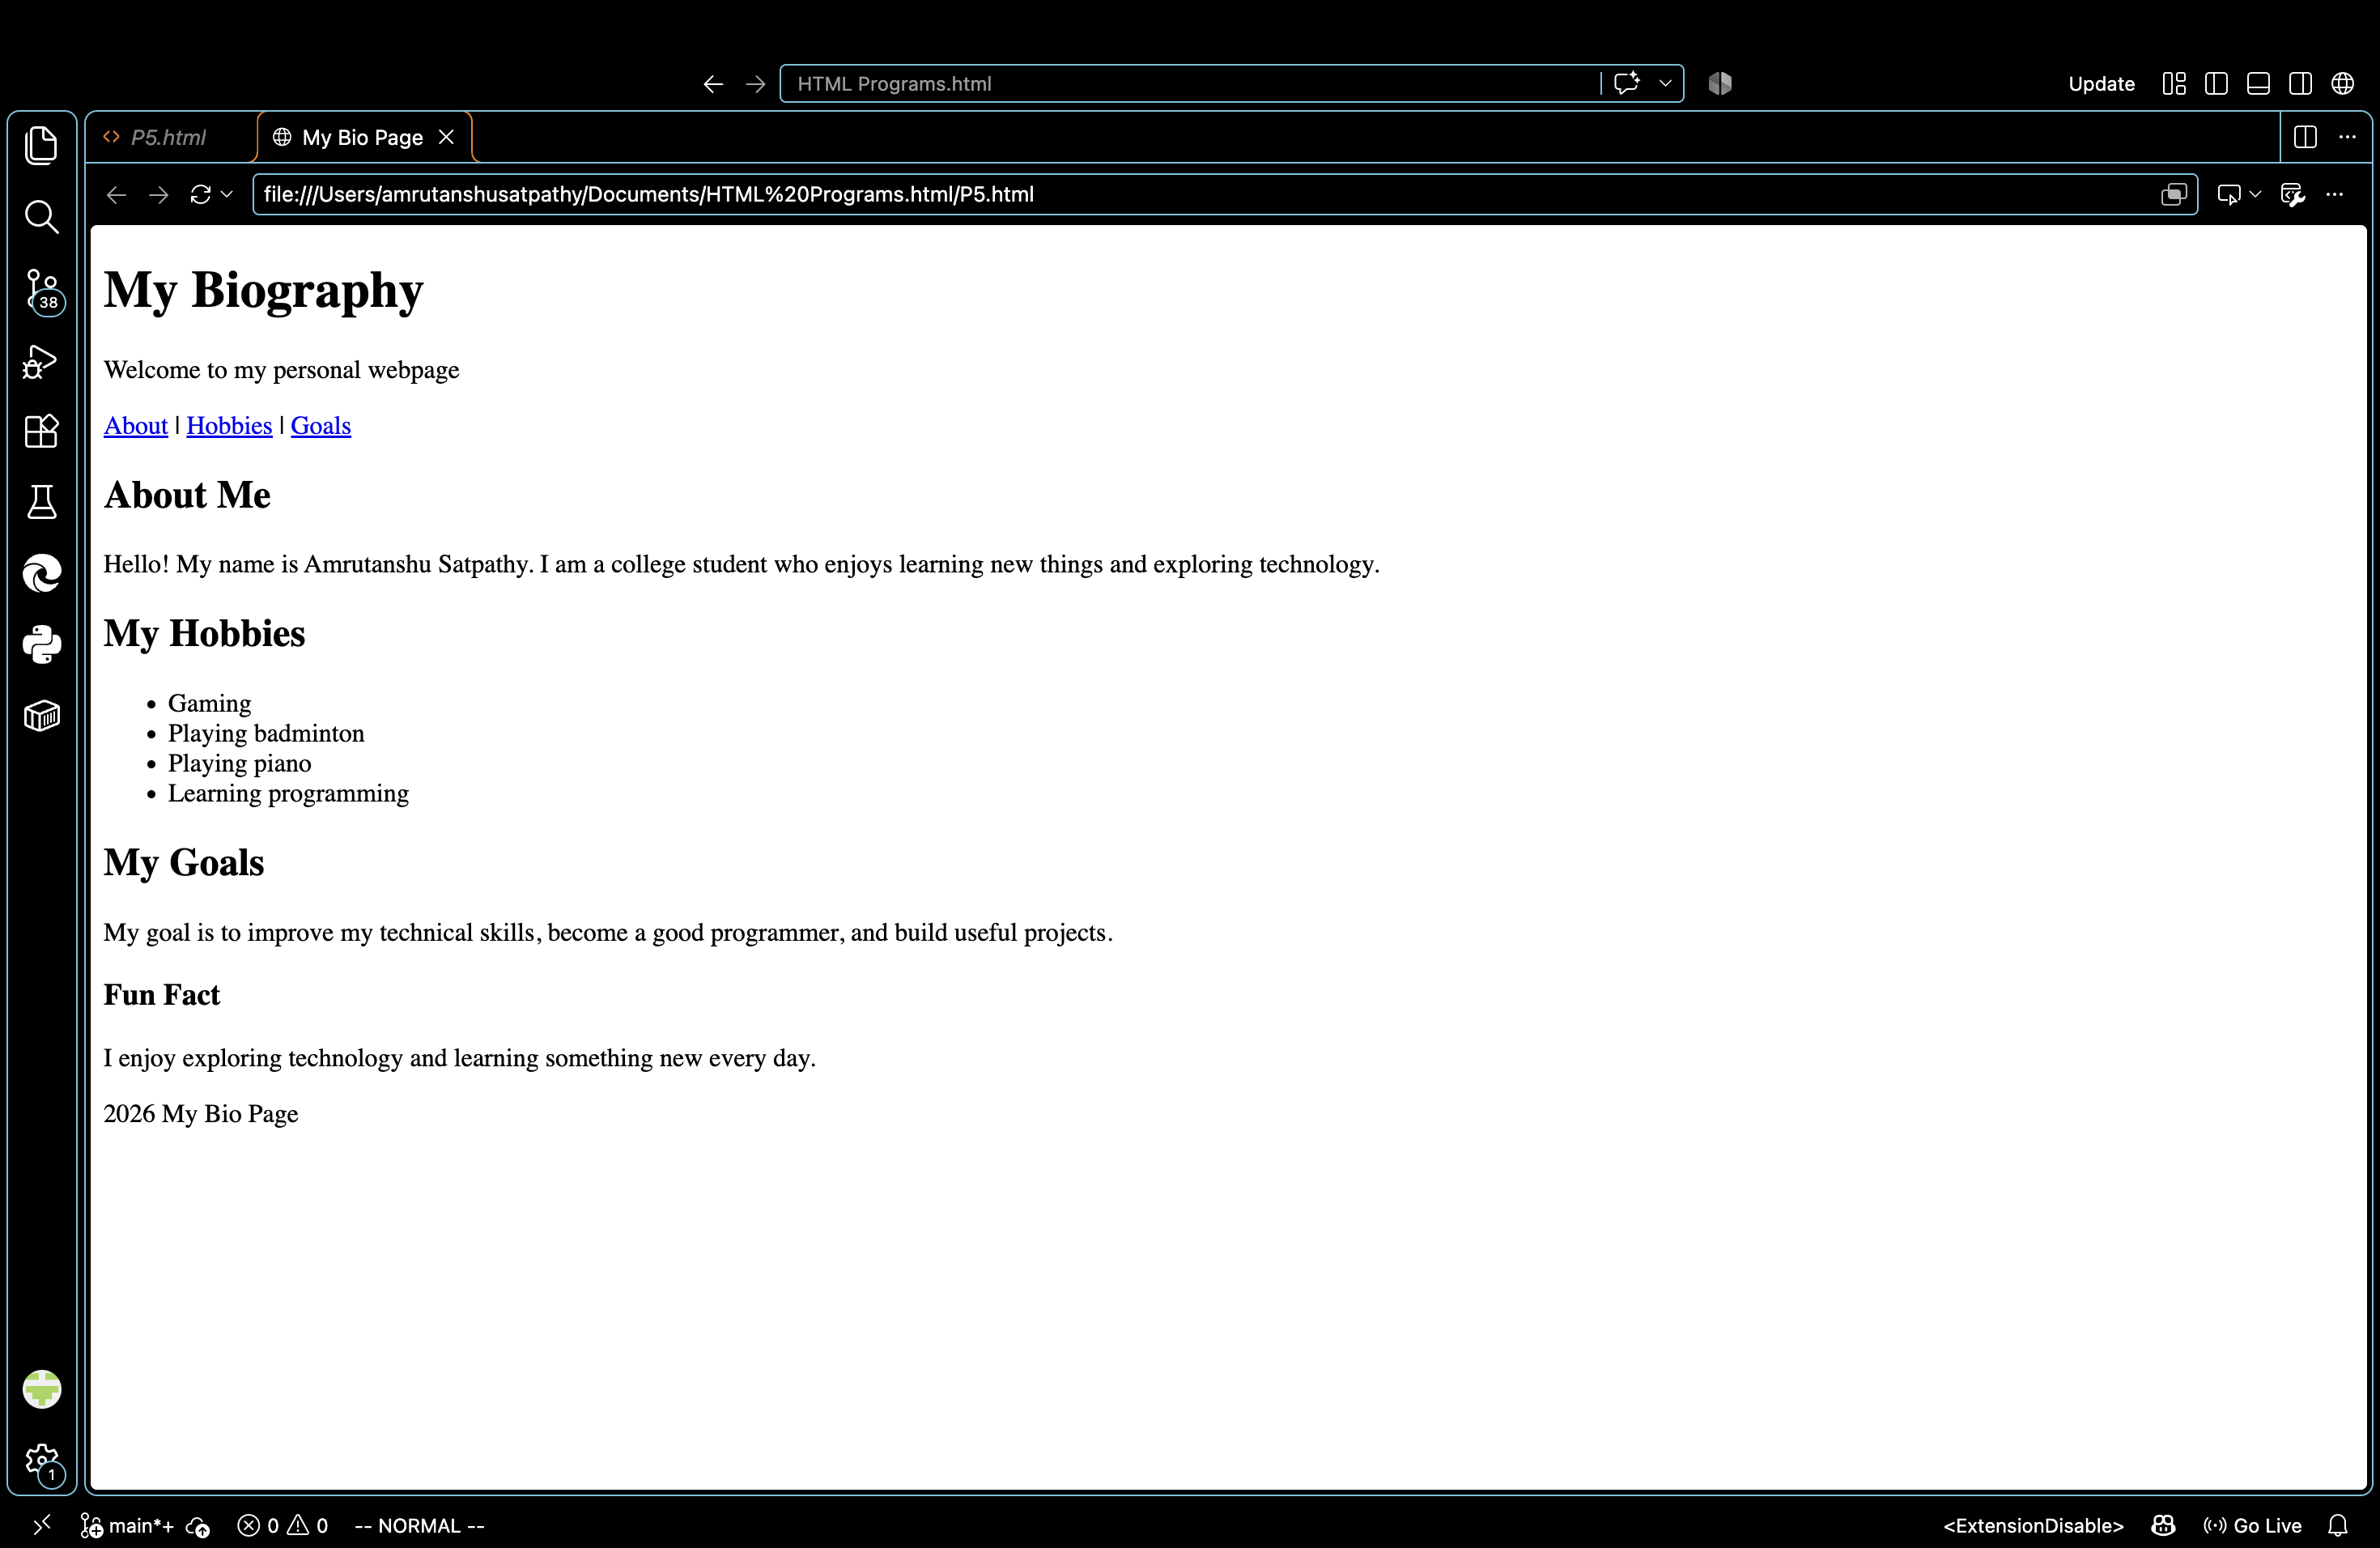 HTML Programs.html
Update
P5.html
My Bio Page
file:///Users/amrutanshusatpathy/Documents/HTML%20Programs.html/P5.html
My Biography
Welcome to my personal webpage
About | Hobbies | Goals
About Me
Hello! My name is Amrutanshu Satpathy. I am a college student who enjoys learning new things and exploring technology.
My Hobbies
• Gaming
• Playing badminton
• Playing piano
• Learning programming
My Goals
My goal is to improve my technical skills, become a good programmer, and build useful projects.
Fun Fact
I enjoy exploring technology and learning something new every day.
2026 My Bio Page
38
1
main*+ 0 0 -- NORMAL -- <ExtensionDisable> Go Live